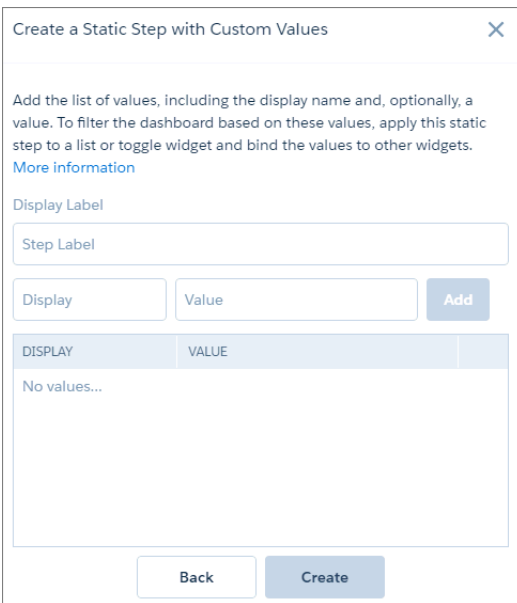 Create a Static Step with Custom Values
Add the list of values, including the display name and, optionally, a
value. To filter the dashboard based on these values, apply this static
step to a list or toggle widget and bind the values to other widgets.
More information
Display Label
Step Label
Display Value Add
DISPLAY VALUE
No values...
Back Create